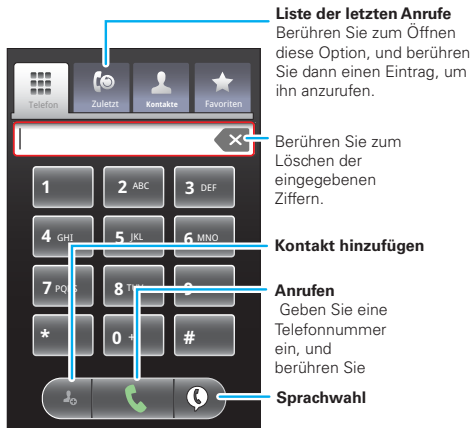 Liste der letzten Anrufe
Berühren Sie zum Öffnen
diese Option, und berühren
Sie dann einen Eintrag, um
ihn anzurufen.
Telefon
Zuletzt
Kontakte
Favoriten
Berühren Sie zum
Löschen der
eingegebenen
Ziffern.
1
2 ABC
3 DEF
4 GHI
5 JKL
6 MNO
Kontakt hinzufügen
7
8
9
Anrufen
Geben Sie eine
Telefonnummer
ein, und
berühren Sie
*
0 +
#
Sprachwahl